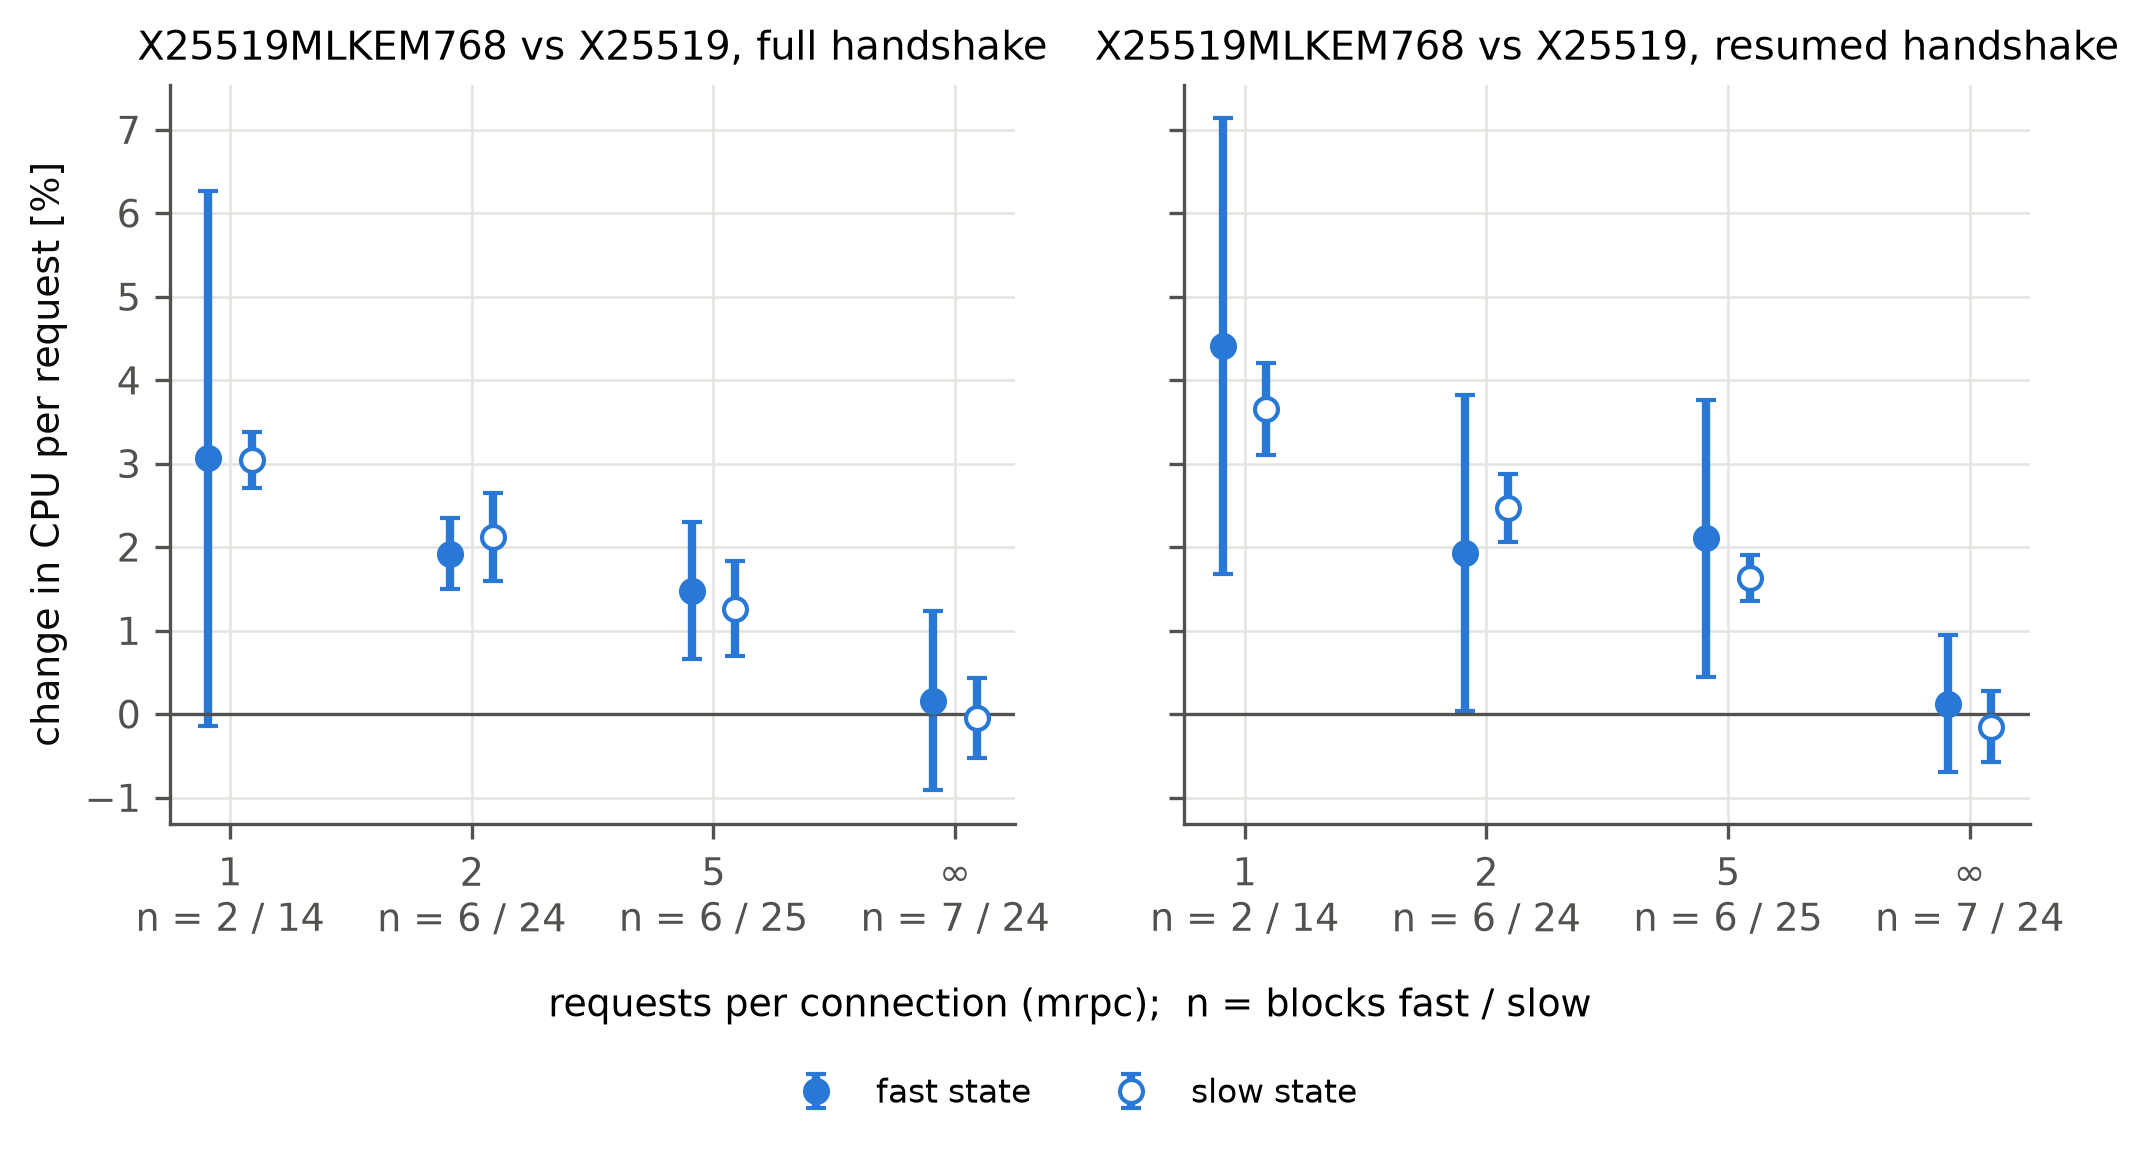 X25519MLKEM768 vs X25519, full handshake
X25519MLKEM768 vs X25519, resumed handshake
change in CPU per request [%]
7
6
5
4
3
2
1
0
−1
1
2
5
∞
n = 2 / 14
n = 6 / 24
n = 6 / 25
n = 7 / 24
1
2
5
∞
n = 2 / 14
n = 6 / 24
n = 6 / 25
n = 7 / 24
requests per connection (mrpc);  n = blocks fast / slow
fast state
slow state